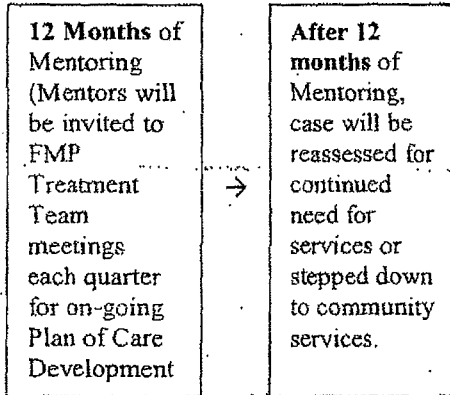 12 Months of
Mentoring
(Mentors will
be invited to
FMP
Treatment
Team
meetings
each quarter
for on-going
Plan of Care
Development
→
After 12
months of
Mentoring,
case will be
reassessed for
continued
need for
services or
stepped down
to community
services.